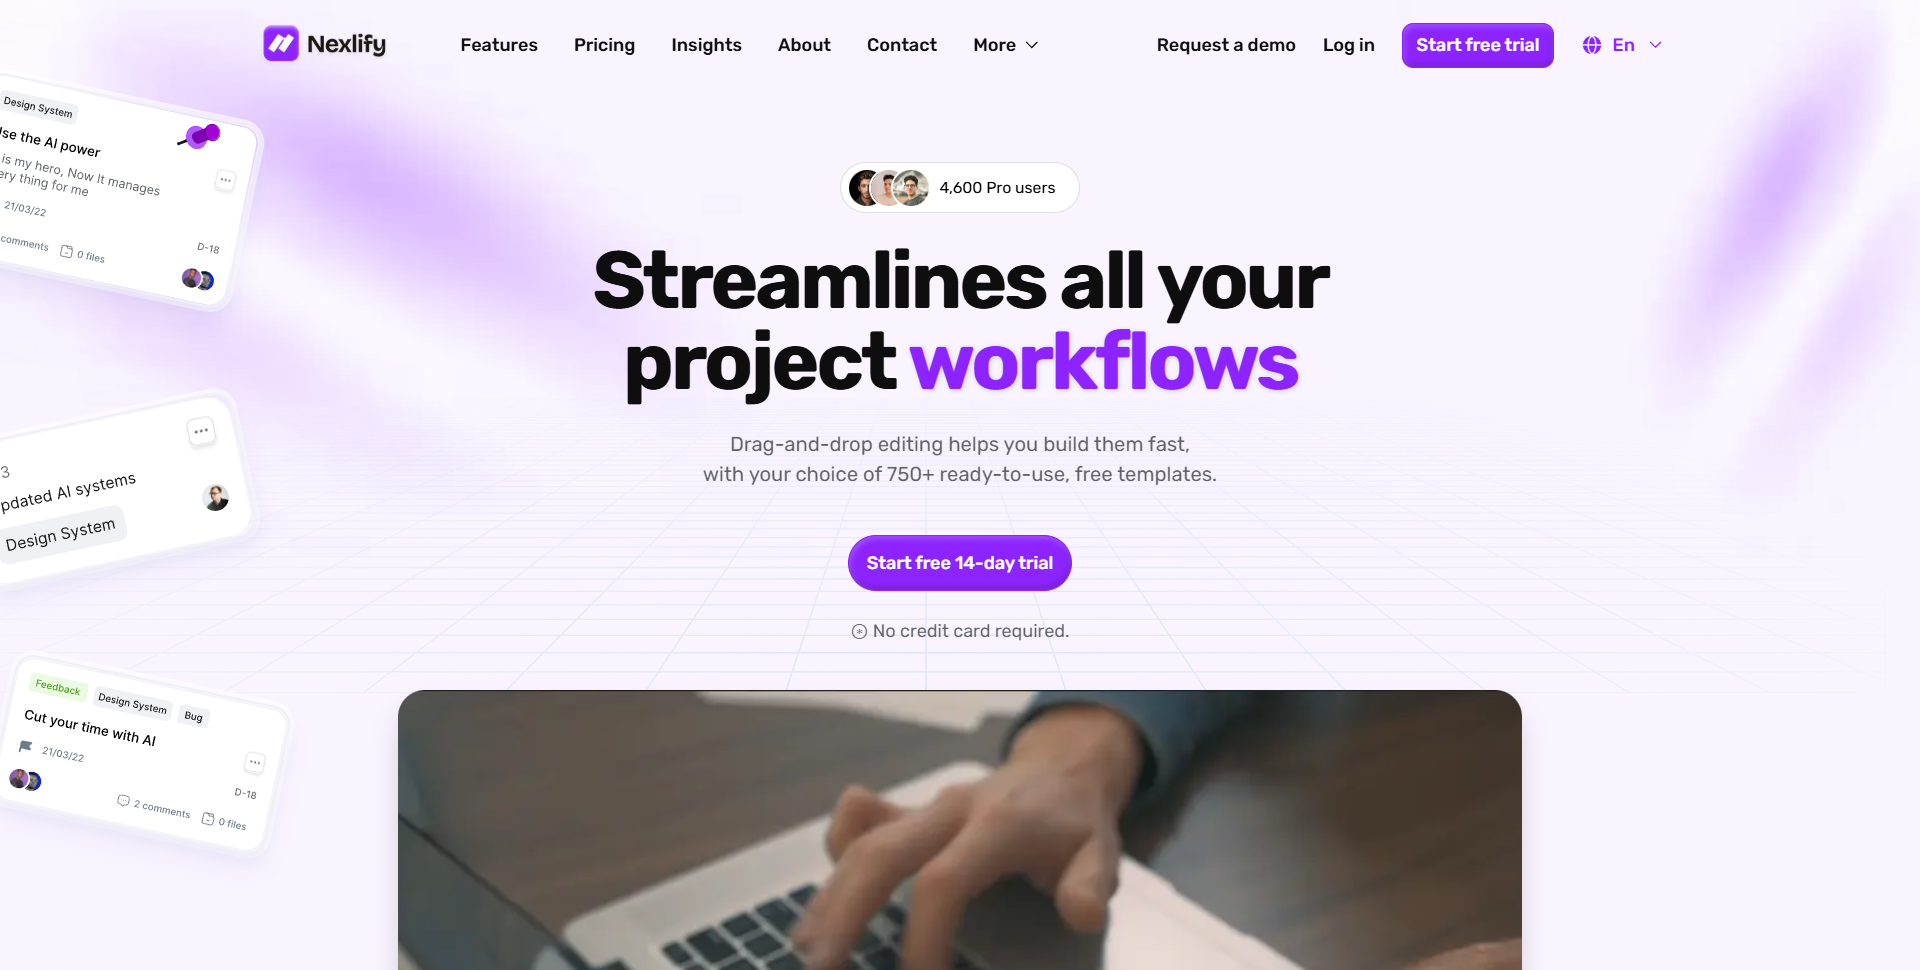 Nexlify
Features
Pricing
Insights
About
Contact
More
Request a demo
Log in
Start free trial
En
Design System
Use the AI power
is my hero, Now It manages
ery thing for me
21/03/22
comments
0 files
D-18
4,600 Pro users
Streamlines all your
project workflows
Drag-and-drop editing helps you build them fast,
with your choice of 750+ ready-to-use, free templates.
Start free 14-day trial
No credit card required.
3
pdated AI systems
Design System
Feedback
Design System
Bug
Cut your time with AI
21/03/22
D-18
2 comments
0 files